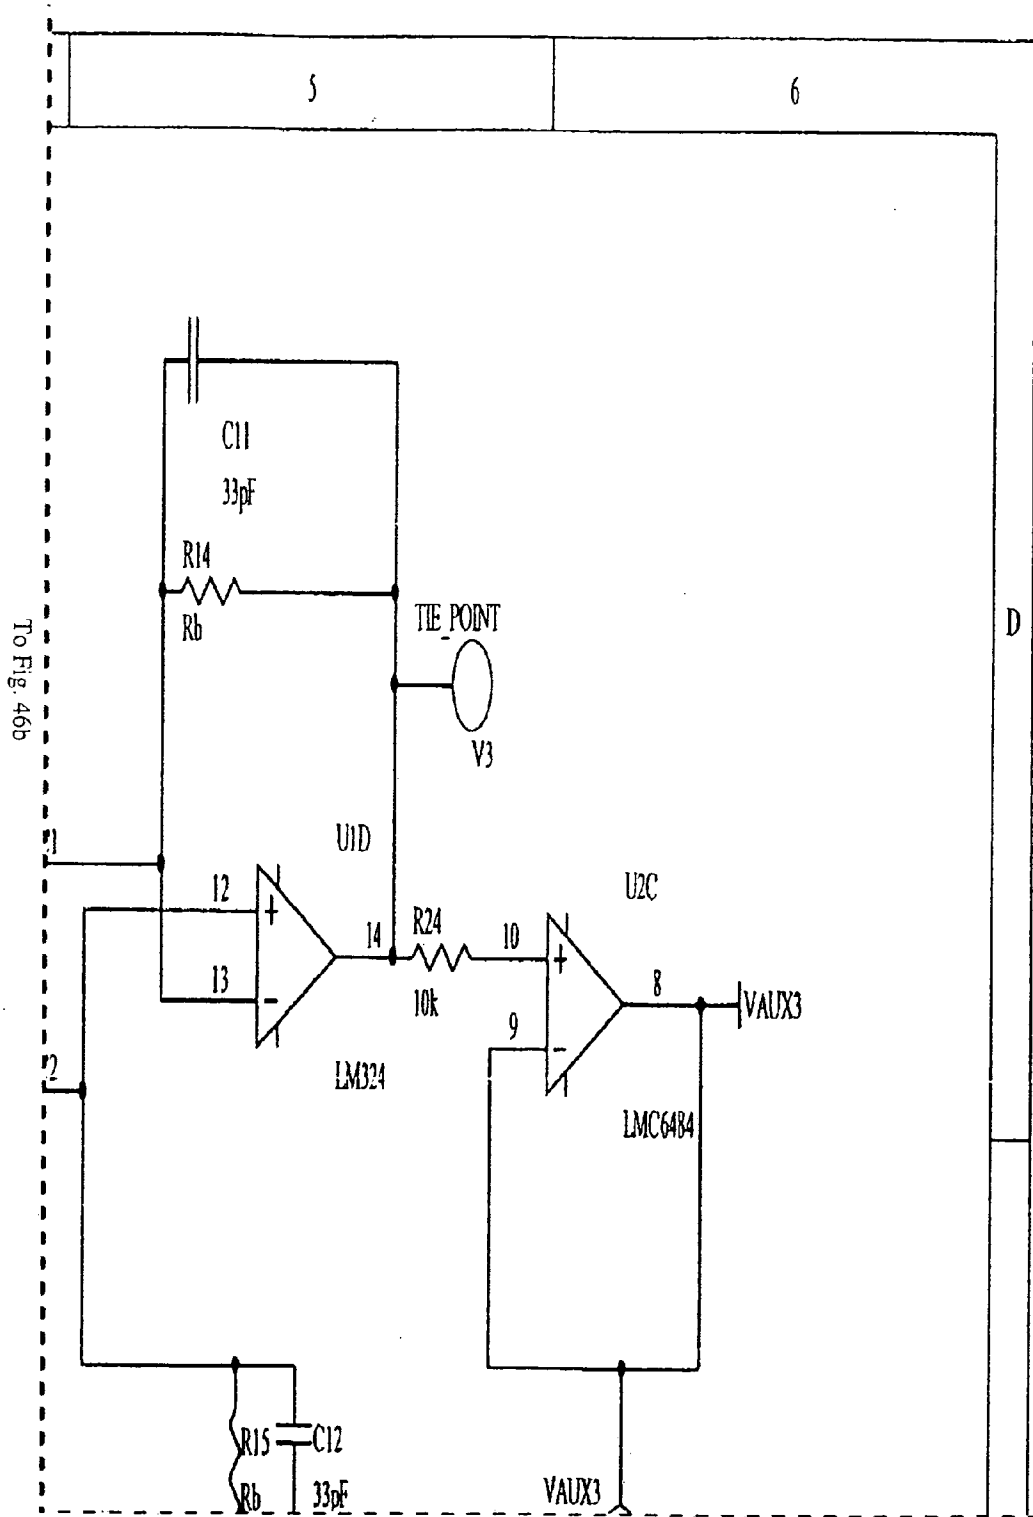 5
6
C11
33pF
R14
Rb
TIE_POINT
V3
D
To Fig. 46b
1
U1D
12
13
14
LM324
R24
10k
U2C
10
9
8
VAUX3
LMC6484
2
R15
Rb
C12
33pF
VAUX3